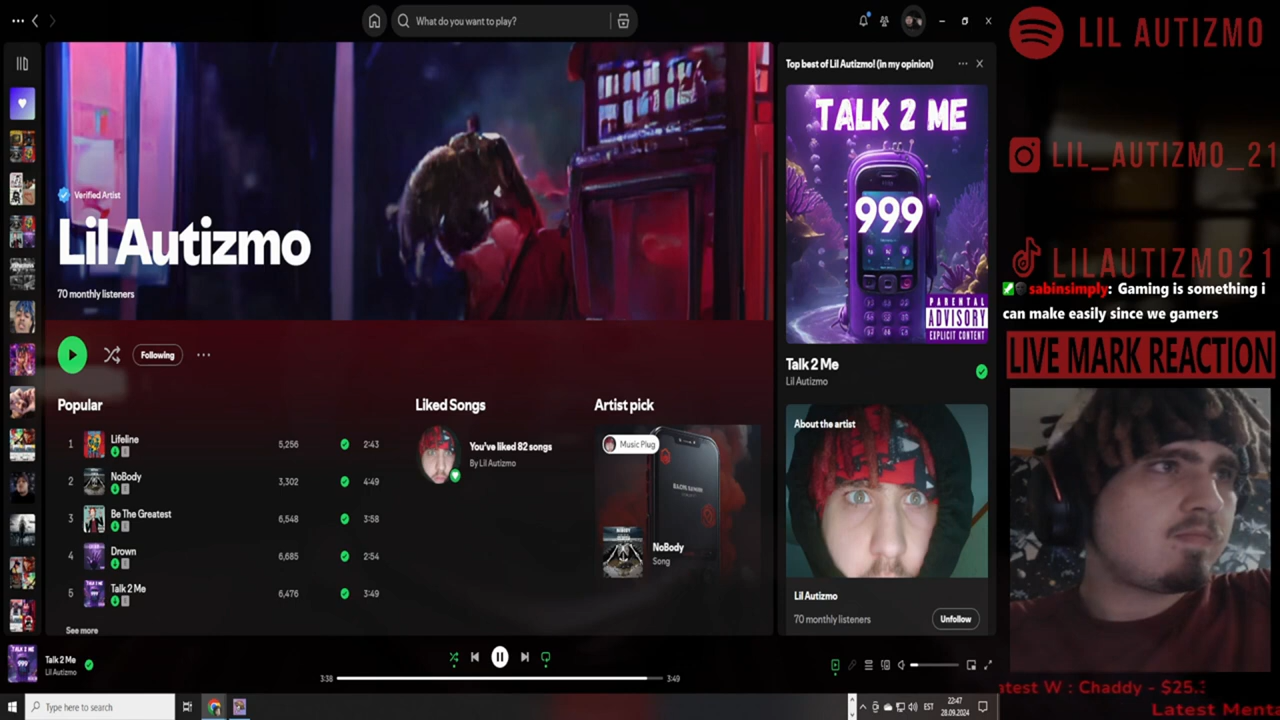 What do you want to play?
Verified Artist
Lil Autizmo
70 monthly listeners
Following
Popular
1 Lifeline 5,256 2:43
2 NoBody 3,302 4:49
3 Be The Greatest 6,548 3:58
4 Drown 6,685 2:54
5 Talk 2 Me 6,476 3:49
See more
Liked Songs
You've liked 82 songs
By Lil Autizmo
Artist pick
Music Plug
NoBody
Song
Top best of Lil Autizmo! (in my opinion)
TALK 2 ME
999
PARENTAL
ADVISORY
EXPLICIT CONTENT
Talk 2 Me
Lil Autizmo
About the artist
Lil Autizmo
70 monthly listeners
Unfollow
LIL AUTIZMO
LIL_AUTIZMO_21
LILAUTIZMO21
sabinsimply: Gaming is something i
can make easily since we gamers
LIVE MARK REACTION
Talk 2 Me
Lil Autizmo
3:38
3:49
atest W : Chaddy - $25.
Latest Menta
Type here to search
EST
22:47
28.09.2024